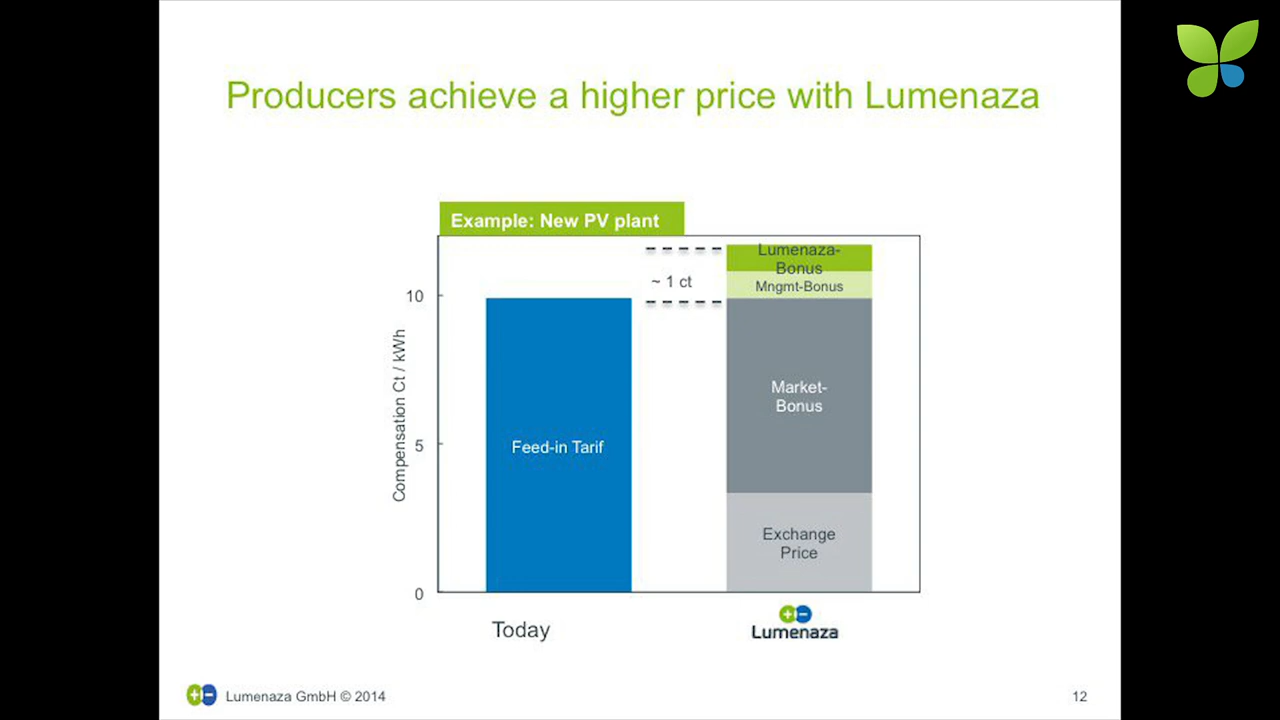 Producers achieve a higher price with Lumenaza
Example: New PV plant
Compensation Ct / kWh
10
5
0
~ 1 ct
Feed-in Tarif
Lumenaza-
Bonus
Mngmt-Bonus
Market-
Bonus
Exchange
Price
Today
Lumenaza
Lumenaza GmbH © 2014
12